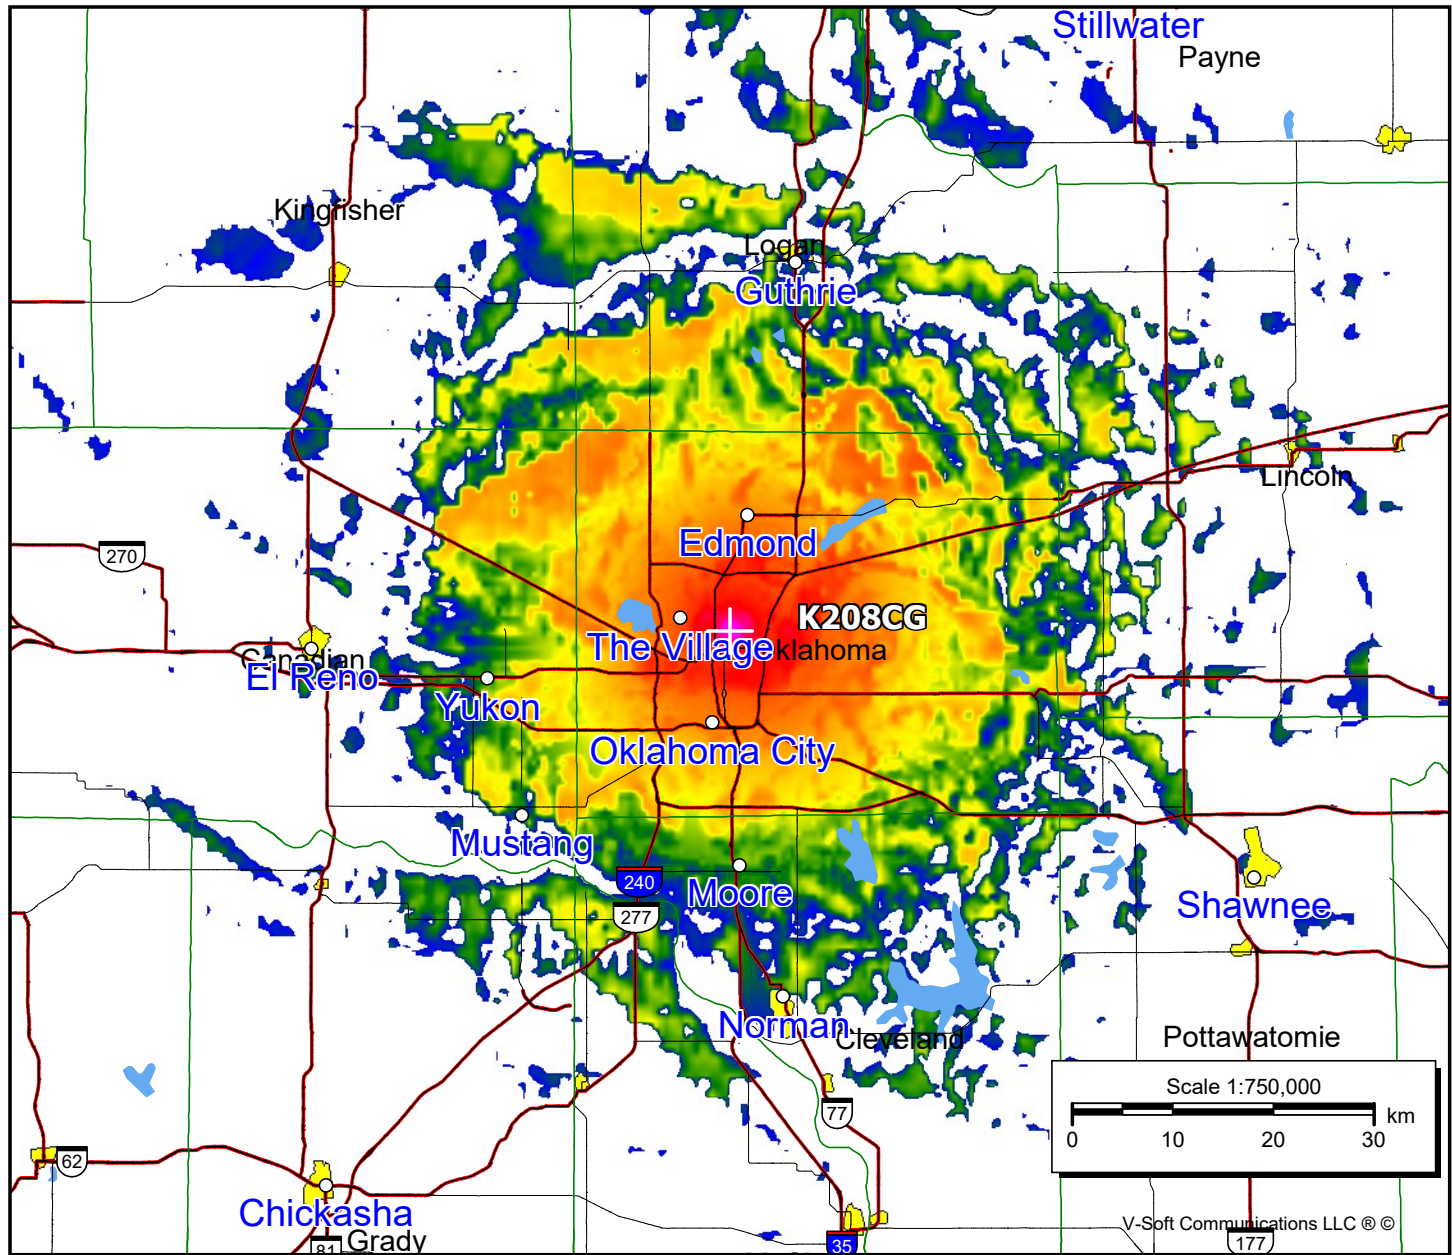 Stillwater
Payne
Kingfisher
Logan
Guthrie
Lincoln
270
Edmond
K208CG
The Village
klahoma
Canadian
El Reno
Yukon
Oklahoma City
Mustang
240
Moore
277
Shawnee
Norman
Cleveland
Pottawatomie
Scale 1:750,000
km
0 10 20 30
77
62
Chickasha
Grady
81
35
V-Soft Communications LLC ® ©
177